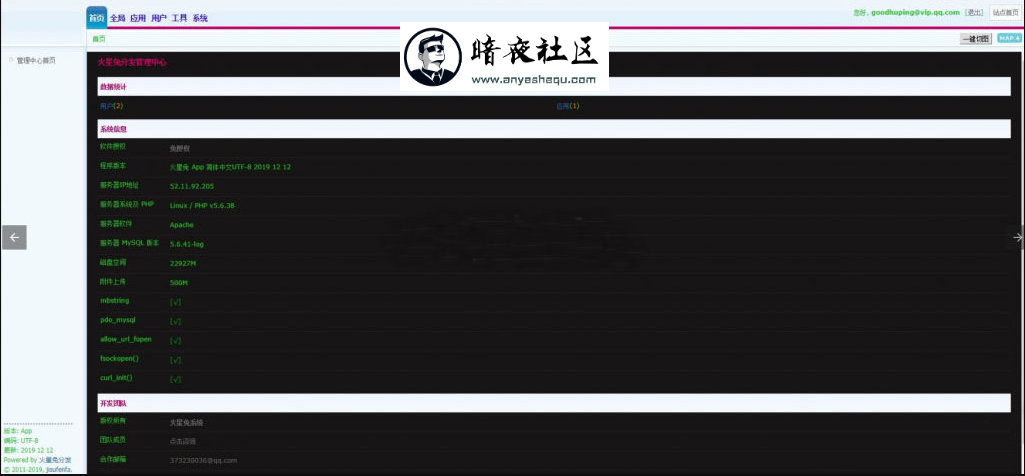 首页 全局 应用 用户 工具 系统
您好, goodhuping@vip.qq.com [退出] 站点首页
首页
一键切图 MAP
管理中心首页
暗夜社区
www.anyeshequ.com
火星兔分发管理中心
数据统计
用户(2) 应用(1)
系统信息
软件授权 免授权
程序版本 火星兔 App 简体中文UTF-8 2019 12 12
服务器IP地址 52.11.92.205
服务器系统及 PHP Linux / PHP v5.6.38
服务器软件 Apache
服务器 MySQL 版本 5.6.41-log
磁盘空间 22927M
附件上传 500M
mbstring [√]
pdo_mysql [√]
allow_url_fopen [√]
fsockopen() [√]
curl_init() [√]
开发团队
版权所有 火星兔系统
团队成员 点击咨询
合作邮箱 373230036@qq.com
版本: App
编码: UTF-8
更新: 2019 12 12
Powered by 火星兔分发
© 2011-2019, jioufenfa.